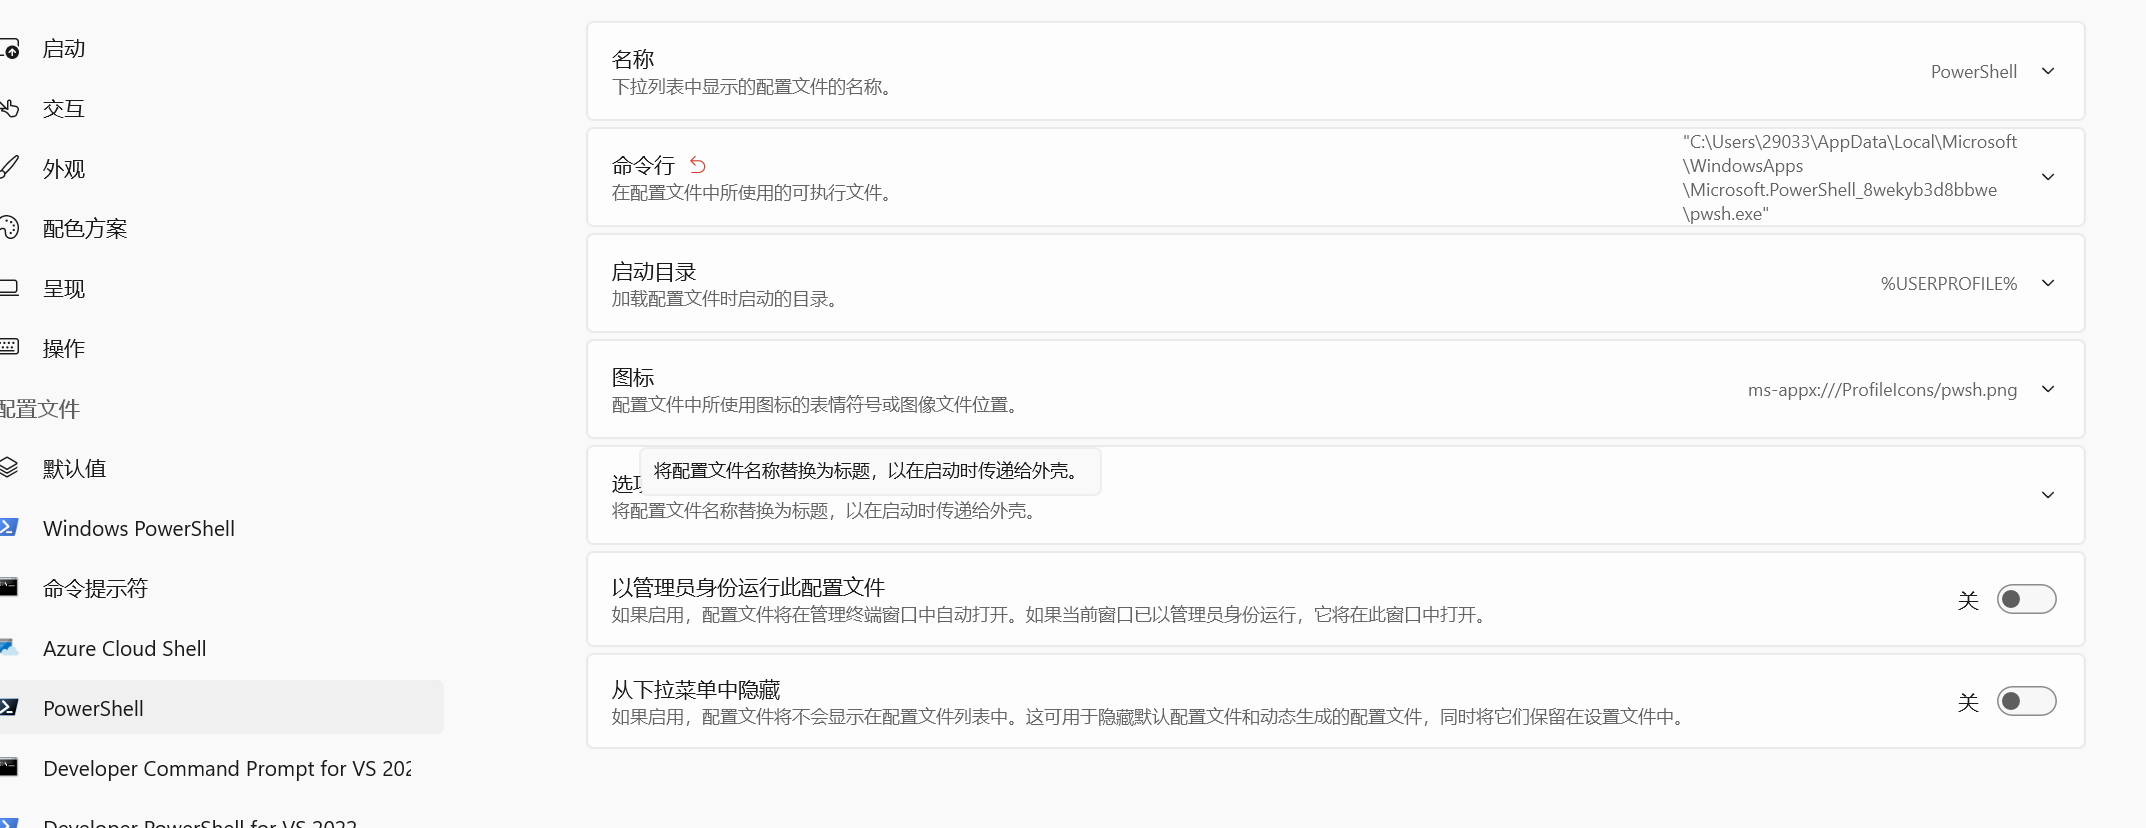 启动
交互
外观
配色方案
呈现
操作
配置文件
默认值
Windows PowerShell
命令提示符
Azure Cloud Shell
PowerShell
Developer Command Prompt for VS 202
Developer PowerShell for VS 2022
名称
下拉列表中显示的配置文件的名称。
PowerShell
命令行
在配置文件中所使用的可执行文件。
"C:\Users\29033\AppData\Local\Microsoft
\WindowsApps
\Microsoft.PowerShell_8wekyb3d8bbwe
\pwsh.exe"
启动目录
加载配置文件时启动的目录。
%USERPROFILE%
图标
配置文件中所使用图标的表情符号或图像文件位置。
ms-appx:///ProfileIcons/pwsh.png
将配置文件名称替换为标题，以在启动时传递给外壳。
选项
将配置文件名称替换为标题，以在启动时传递给外壳。
以管理员身份运行此配置文件
如果启用，配置文件将在管理终端窗口中自动打开。如果当前窗口已以管理员身份运行，它将在此窗口中打开。
关
从下拉菜单中隐藏
如果启用，配置文件将不会显示在配置文件列表中。这可用于隐藏默认配置文件和动态生成的配置文件，同时将它们保留在设置文件中。
关